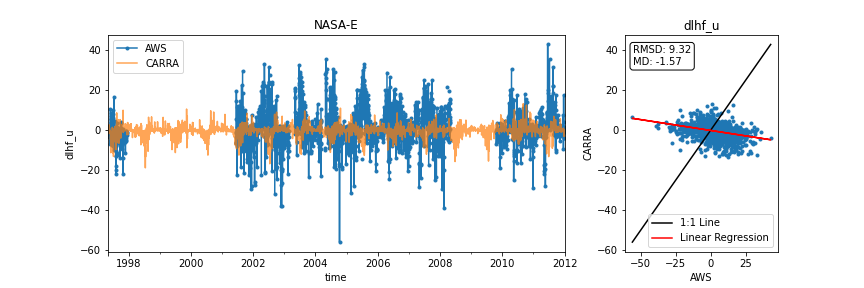 NASA-E
dlhf_u
AWS
CARRA
40
20
0
−20
−40
−60
dlhf_u
1998
2000
2002
2004
2006
2008
2010
2012
time
RMSD: 9.32
MD: -1.57
40
20
0
−20
−40
−60
CARRA
1:1 Line
Linear Regression
−50
−25
0
25
AWS